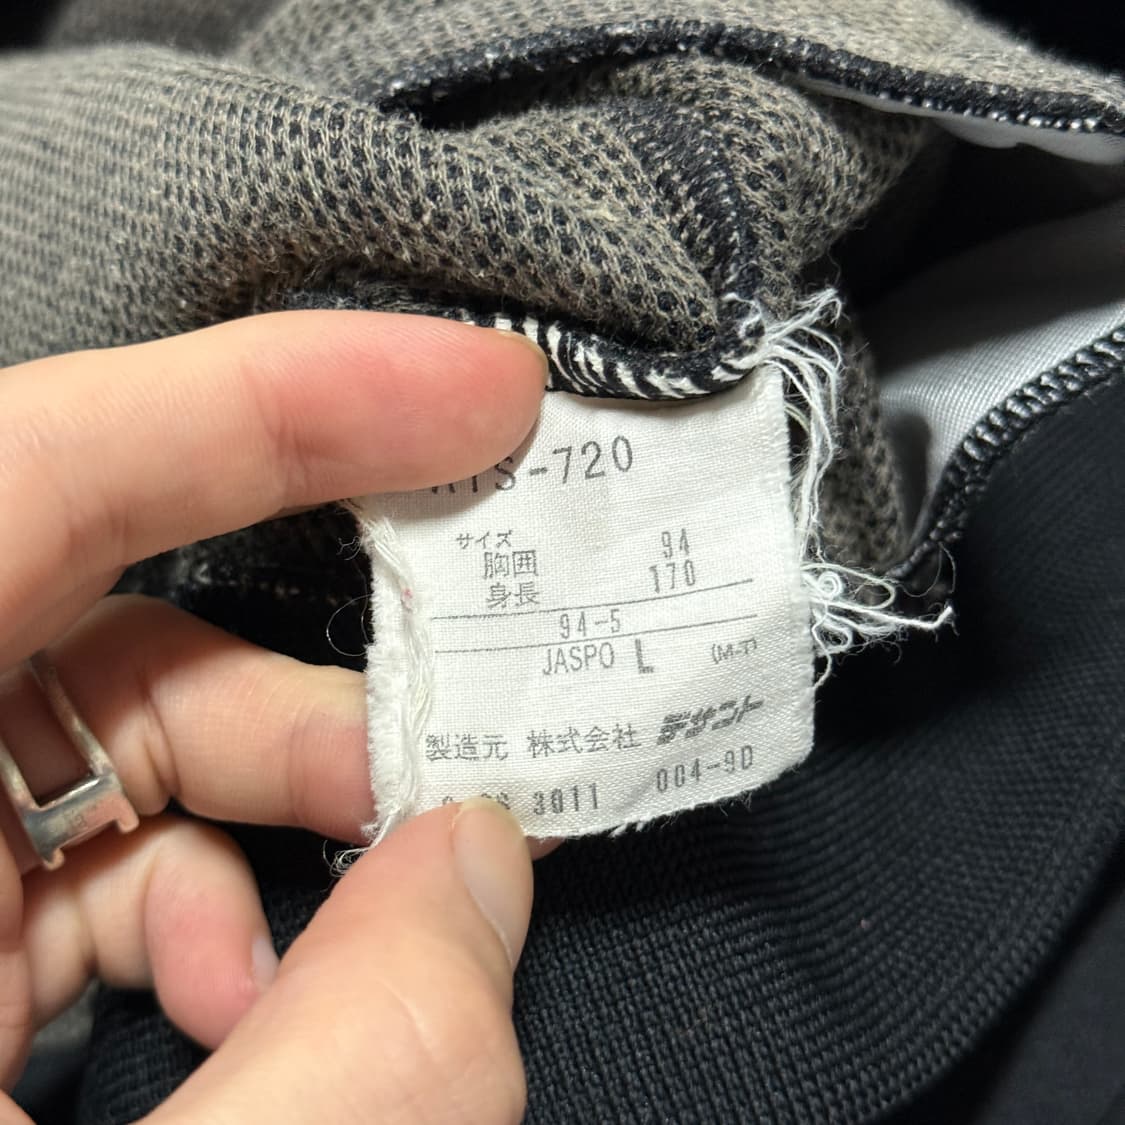 -720
サイズ
胸囲 94
身長 170
94-5
JASPO L (M-T)
製造元 株式会社 デサント
3011 004-9D